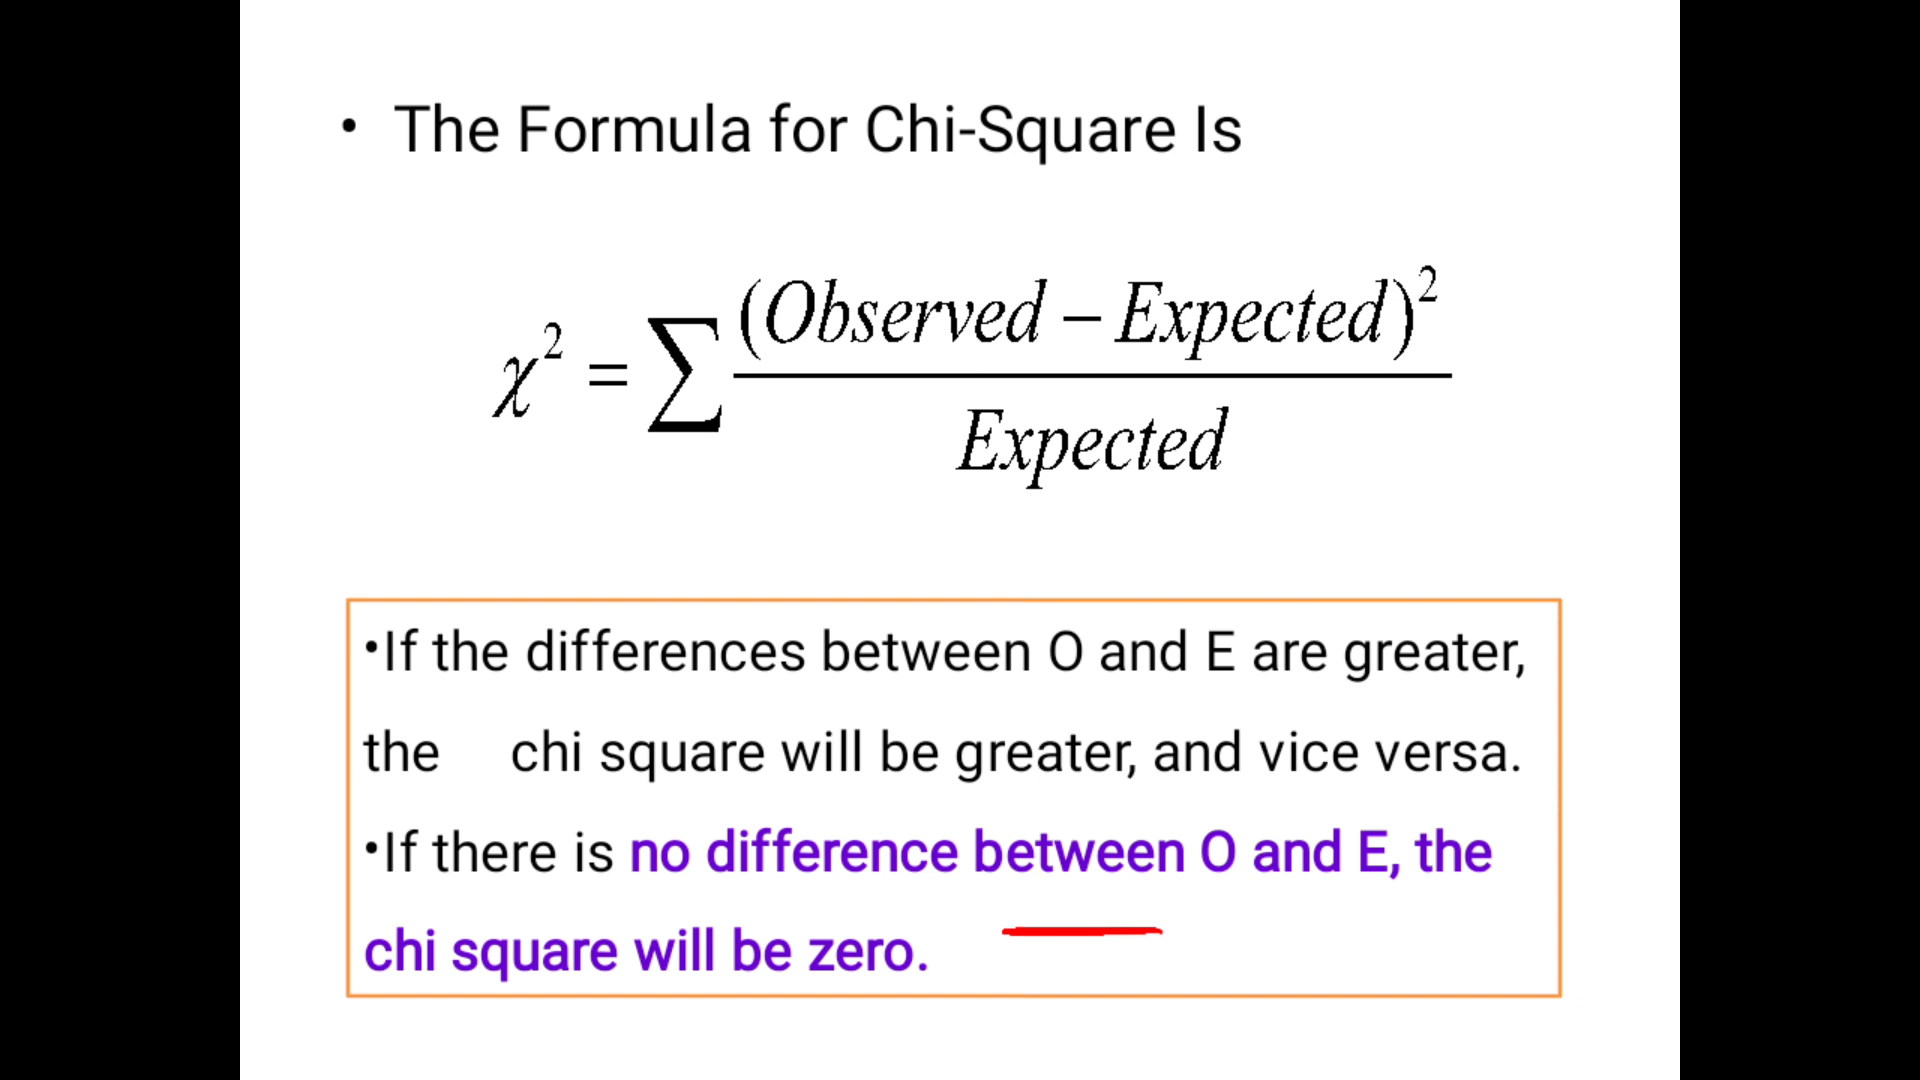 • The Formula for Chi-Square Is
χ² = ∑ (Observed – Expected)² / Expected
•If the differences between O and E are greater,
the chi square will be greater, and vice versa.
•If there is no difference between O and E, the
chi square will be zero.